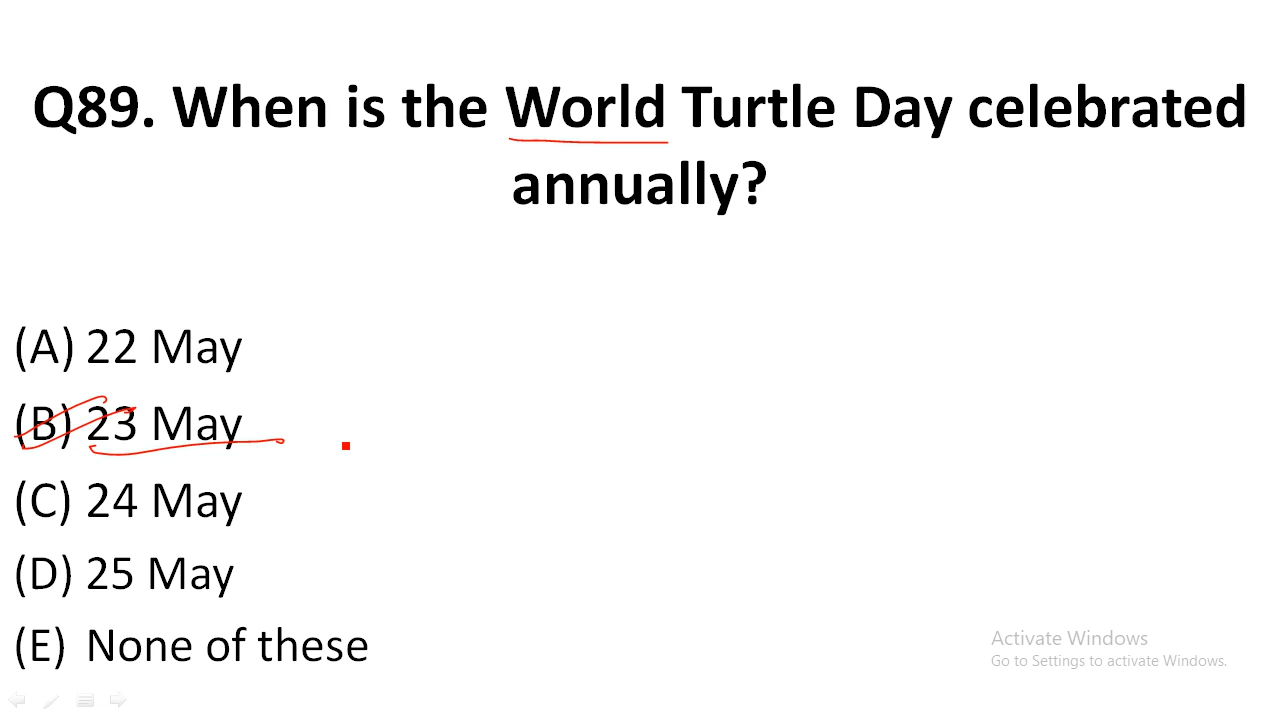 Q89. When is the World Turtle Day celebrated
annually?
(A) 22 May
(B) 23 May
(C) 24 May
(D) 25 May
(E) None of these
Activate Windows
Go to Settings to activate Windows.